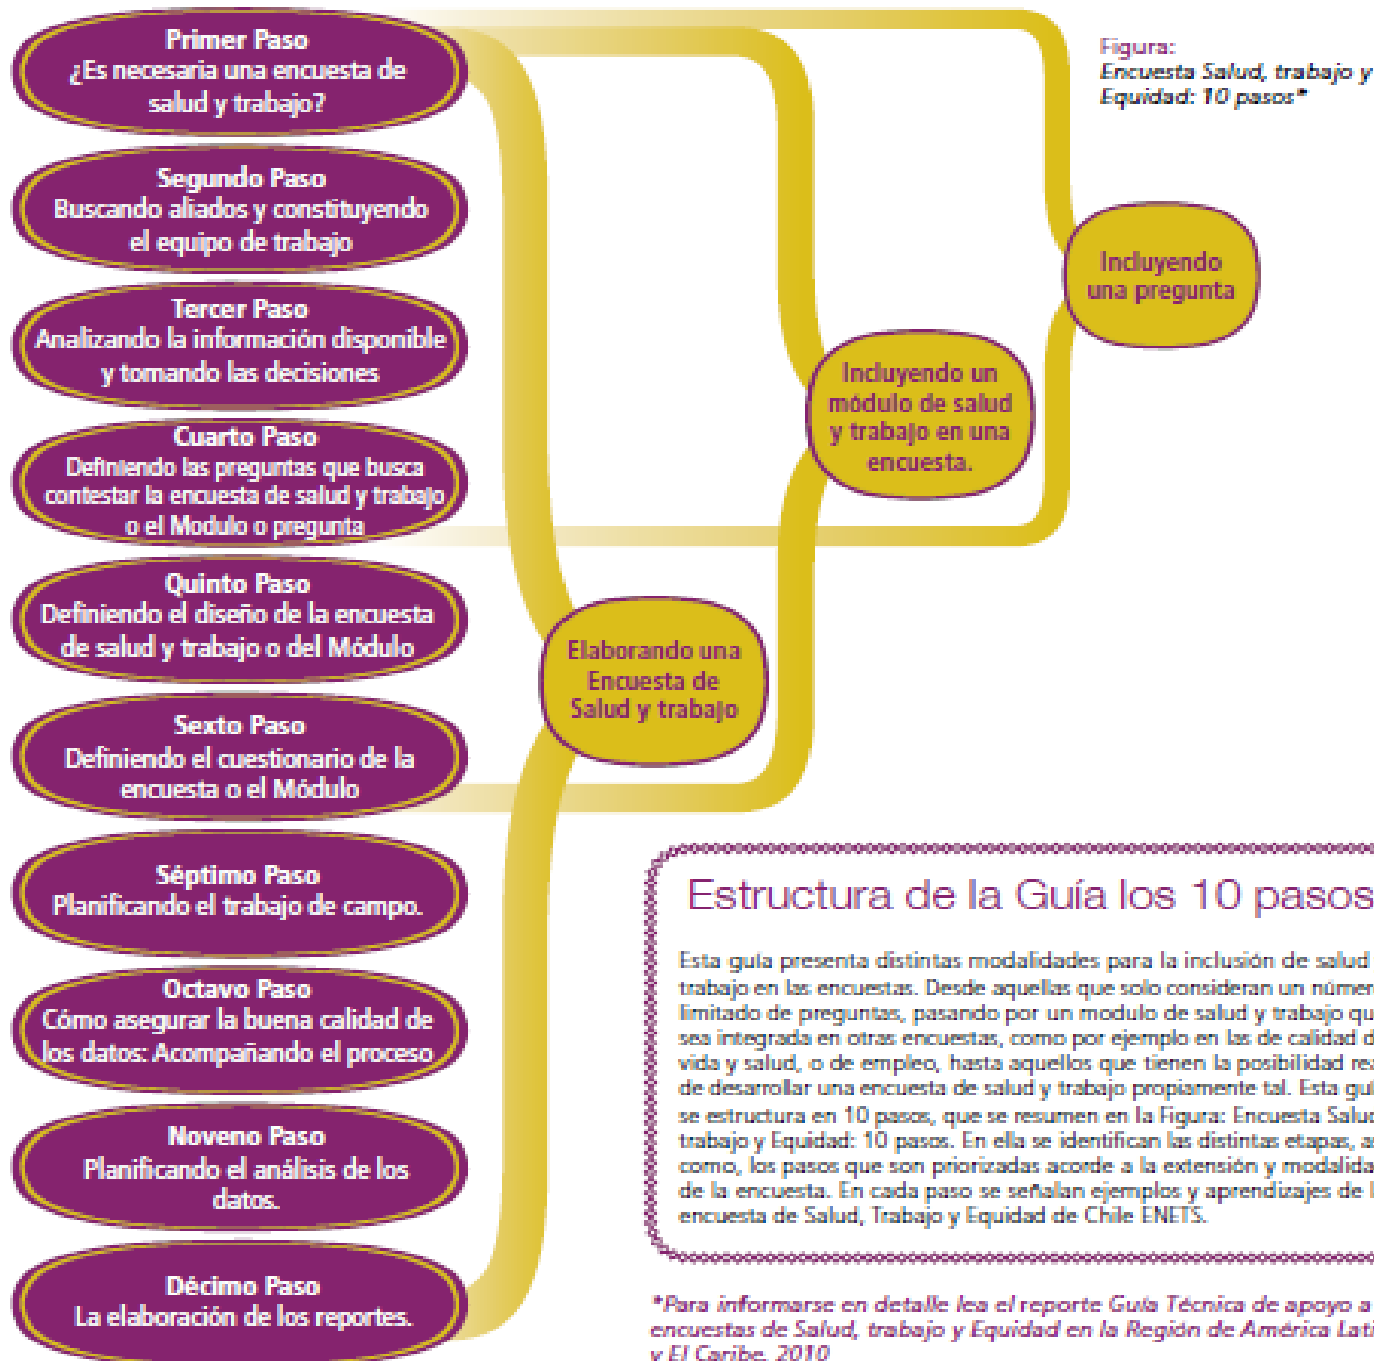 Primer Paso
¿Es necesaria una encuesta de
salud y trabajo?
Segundo Paso
Buscando aliados y constituyendo
el equipo de trabajo
Tercer Paso
Analizando la información disponible
y tomando las decisiones
Cuarto Paso
Definiendo las preguntas que busca
contestar la encuesta de salud y trabajo
o el Modulo o pregunta
Quinto Paso
Definiendo el diseño de la encuesta
de salud y trabajo o del Módulo
Sexto Paso
Definiendo el cuestionario de la
encuesta o el Módulo
Séptimo Paso
Planificando el trabajo de campo.
Octavo Paso
Cómo asegurar la buena calidad de
los datos: Acompañando el proceso
Noveno Paso
Planificando el análisis de los
datos.
Décimo Paso
La elaboración de los reportes.
Elaborando una
Encuesta de
Salud y trabajo
Incluyendo un
módulo de salud
y trabajo en una
encuesta.
Incluyendo
una pregunta
Figura:
Encuesta Salud, trabajo y
Equidad: 10 pasos*
Estructura de la Guía los 10 pasos
Esta guía presenta distintas modalidades para la inclusión de salud
trabajo en las encuestas. Desde aquellas que solo consideran un númer
limitado de preguntas, pasando por un modulo de salud y trabajo qu
sea integrada en otras encuestas, como por ejemplo en las de calidad d
vida y salud, o de empleo, hasta aquellos que tienen la posibilidad rea
de desarrollar una encuesta de salud y trabajo propiamente tal. Esta guí
se estructura en 10 pasos, que se resumen en la Figura: Encuesta Salud
trabajo y Equidad: 10 pasos. En ella se identifican las distintas etapas, as
como, los pasos que son priorizadas acorde a la extensión y modalida
de la encuesta. En cada paso se señalan ejemplos y aprendizajes de l
encuesta de Salud, Trabajo y Equidad de Chile ENETS.
*Para informarse en detalle lea el reporte Guía Técnica de apoyo a
encuestas de Salud, trabajo y Equidad en la Región de América Lati
y El Caribe, 2010